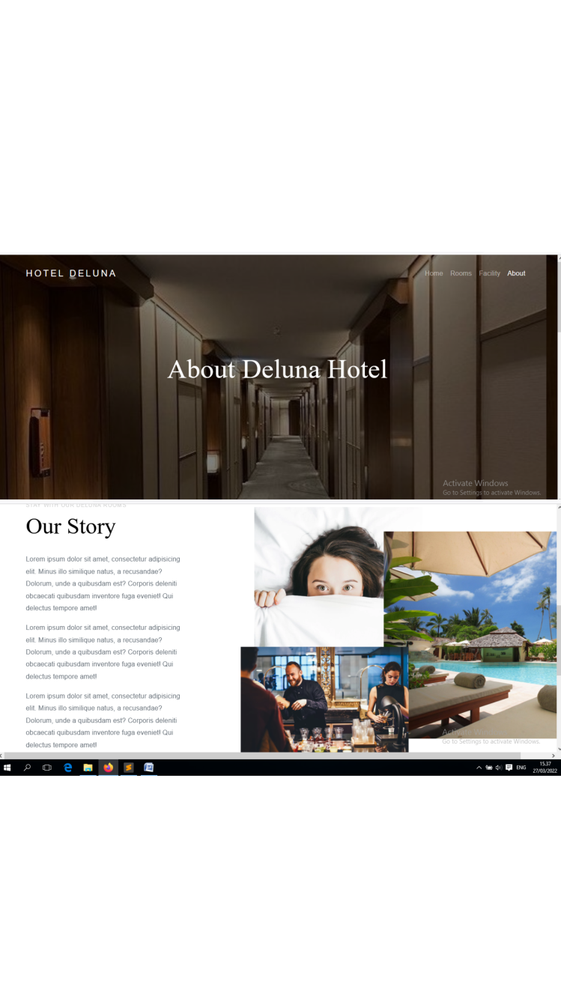 HOTEL DELUNA
Home Rooms Facility About
About Deluna Hotel
Activate Windows
Go to Settings to activate Windows.
STAY WITH OUR DELUNA ROOMS
Our Story
Lorem ipsum dolor sit amet, consectetur adipisicing
elit. Minus illo similique natus, a recusandae?
Dolorum, unde a quibusdam est? Corporis deleniti
obcaecati quibusdam inventore fuga eveniet! Qui
delectus tempore amet!
Lorem ipsum dolor sit amet, consectetur adipisicing
elit. Minus illo similique natus, a recusandae?
Dolorum, unde a quibusdam est? Corporis deleniti
obcaecati quibusdam inventore fuga eveniet! Qui
delectus tempore amet!
Lorem ipsum dolor sit amet, consectetur adipisicing
elit. Minus illo similique natus, a recusandae?
Dolorum, unde a quibusdam est? Corporis deleniti
obcaecati quibusdam inventore fuga eveniet! Qui
delectus tempore amet!
Activate Windows
Go to Settings to activate Windows.
ENG
15.37
27/03/2022